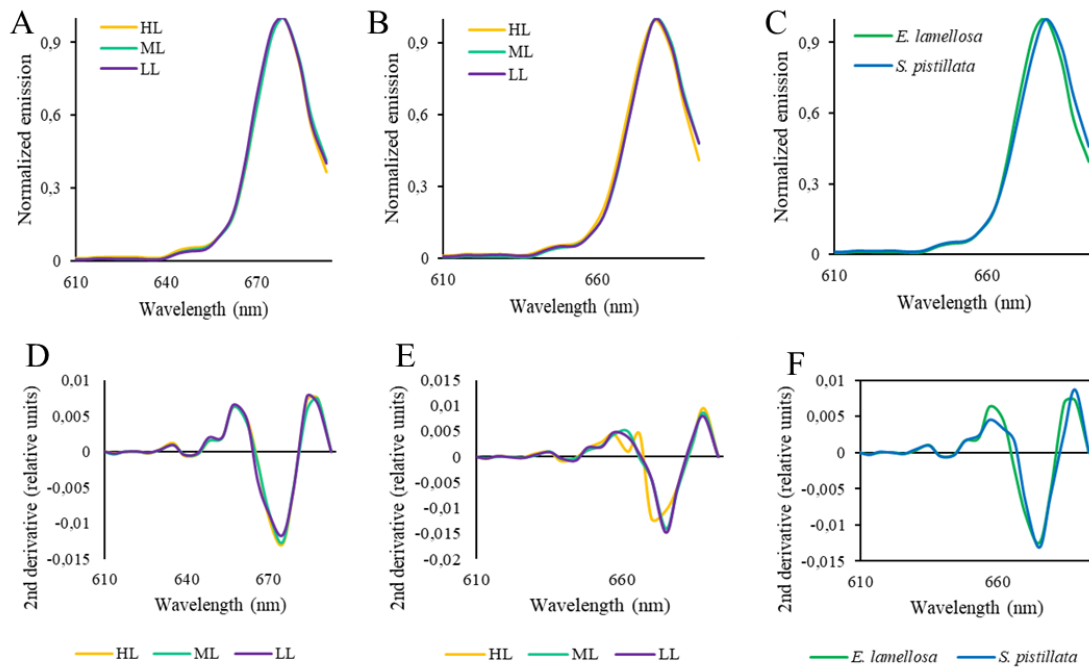 A
HL
ML
LL
Normalized emission
0,9
0,6
0,3
0
610
640
670
Wavelength (nm)
B
HL
ML
LL
Normalized emission
0,9
0,6
0,3
0
610
660
Wavelength (nm)
C
E. lamellosa
S. pistillata
Normalized emission
0,9
0,6
0,3
0
610
660
Wavelength (nm)
D
2nd derivative (relative units)
0,01
0,005
0
-0,005
-0,01
-0,015
610
640
670
Wavelength (nm)
HL ML LL
E
2nd derivative (relative units)
0,015
0,01
0,005
0
-0,005
-0,01
-0,015
-0,02
610
660
Wavelength (nm)
HL ML LL
F
2nd derivative (relative units)
0,01
0,005
0
-0,005
-0,01
-0,015
610
660
Wavelength (nm)
E. lamellosa S. pistillata